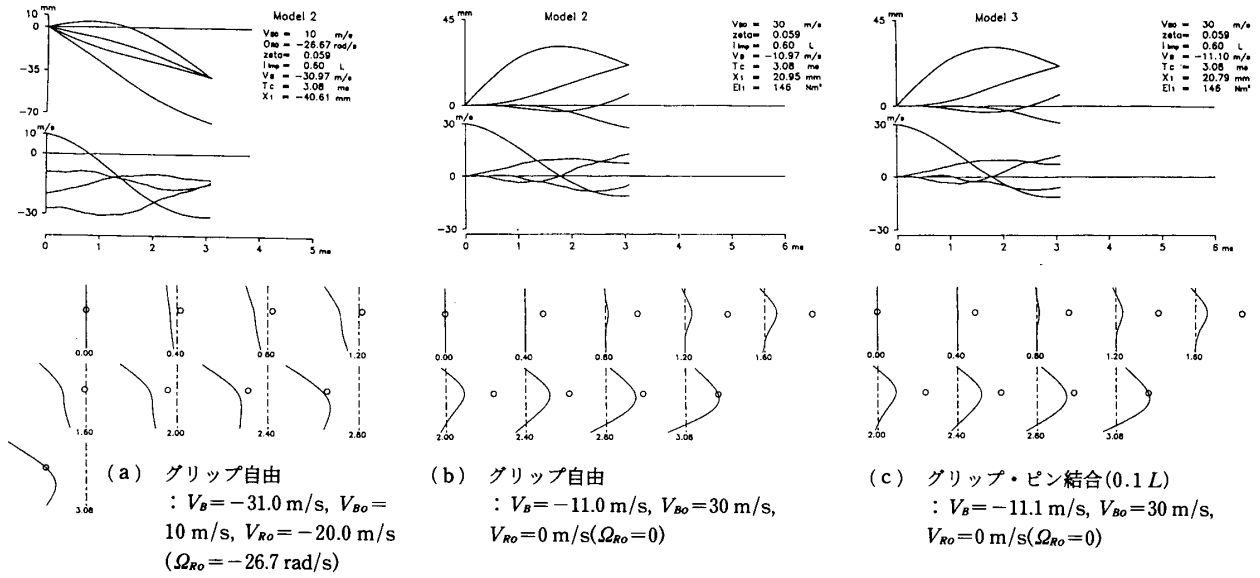 mm
10
0
-35
-70
m/s
10
0
-30
0
1
2
3
4
5 ms
Model 2
VBO = 10 m/s
ORO = -26.67 rad/s
zeta= 0.059
Imp= 0.60 L
VB = -30.97 m/s
Tc = 3.08 ms
X1 = -40.61 mm
0.00
0.40
0.80
1.20
1.60
2.00
2.40
2.80
3.08
(a) グリップ自由
: VB=-31.0 m/s, VBo=
10 m/s, VRo=-20.0 m/s
(ΩRo=-26.7 rad/s)
mm
45
0
m/s
30
0
-30
0
1
2
3
4
5
6 ms
Model 2
VBO = 30 m/s
zeta= 0.059
Imp= 0.60 L
VB = -10.97 m/s
Tc = 3.08 ms
X1 = 20.95 mm
EI1 = 146 Nm²
0.00
0.40
0.80
1.20
1.60
2.00
2.40
2.80
3.08
(b) グリップ自由
: VB=-11.0 m/s, VBo=30 m/s,
VRo=0 m/s(ΩRo=0)
mm
45
0
m/s
30
0
-30
0
1
2
3
4
5
6 ms
Model 3
VBO = 30 m/s
zeta= 0.059
Imp= 0.60 L
VB = -11.10 m/s
Tc = 3.08 ms
X1 = 20.79 mm
EI1 = 146 Nm²
0.00
0.40
0.80
1.20
1.60
2.00
2.40
2.80
3.08
(c) グリップ・ピン結合(0.1 L)
: VB=-11.1 m/s, VBo=30 m/s,
VRo=0 m/s(ΩRo=0)